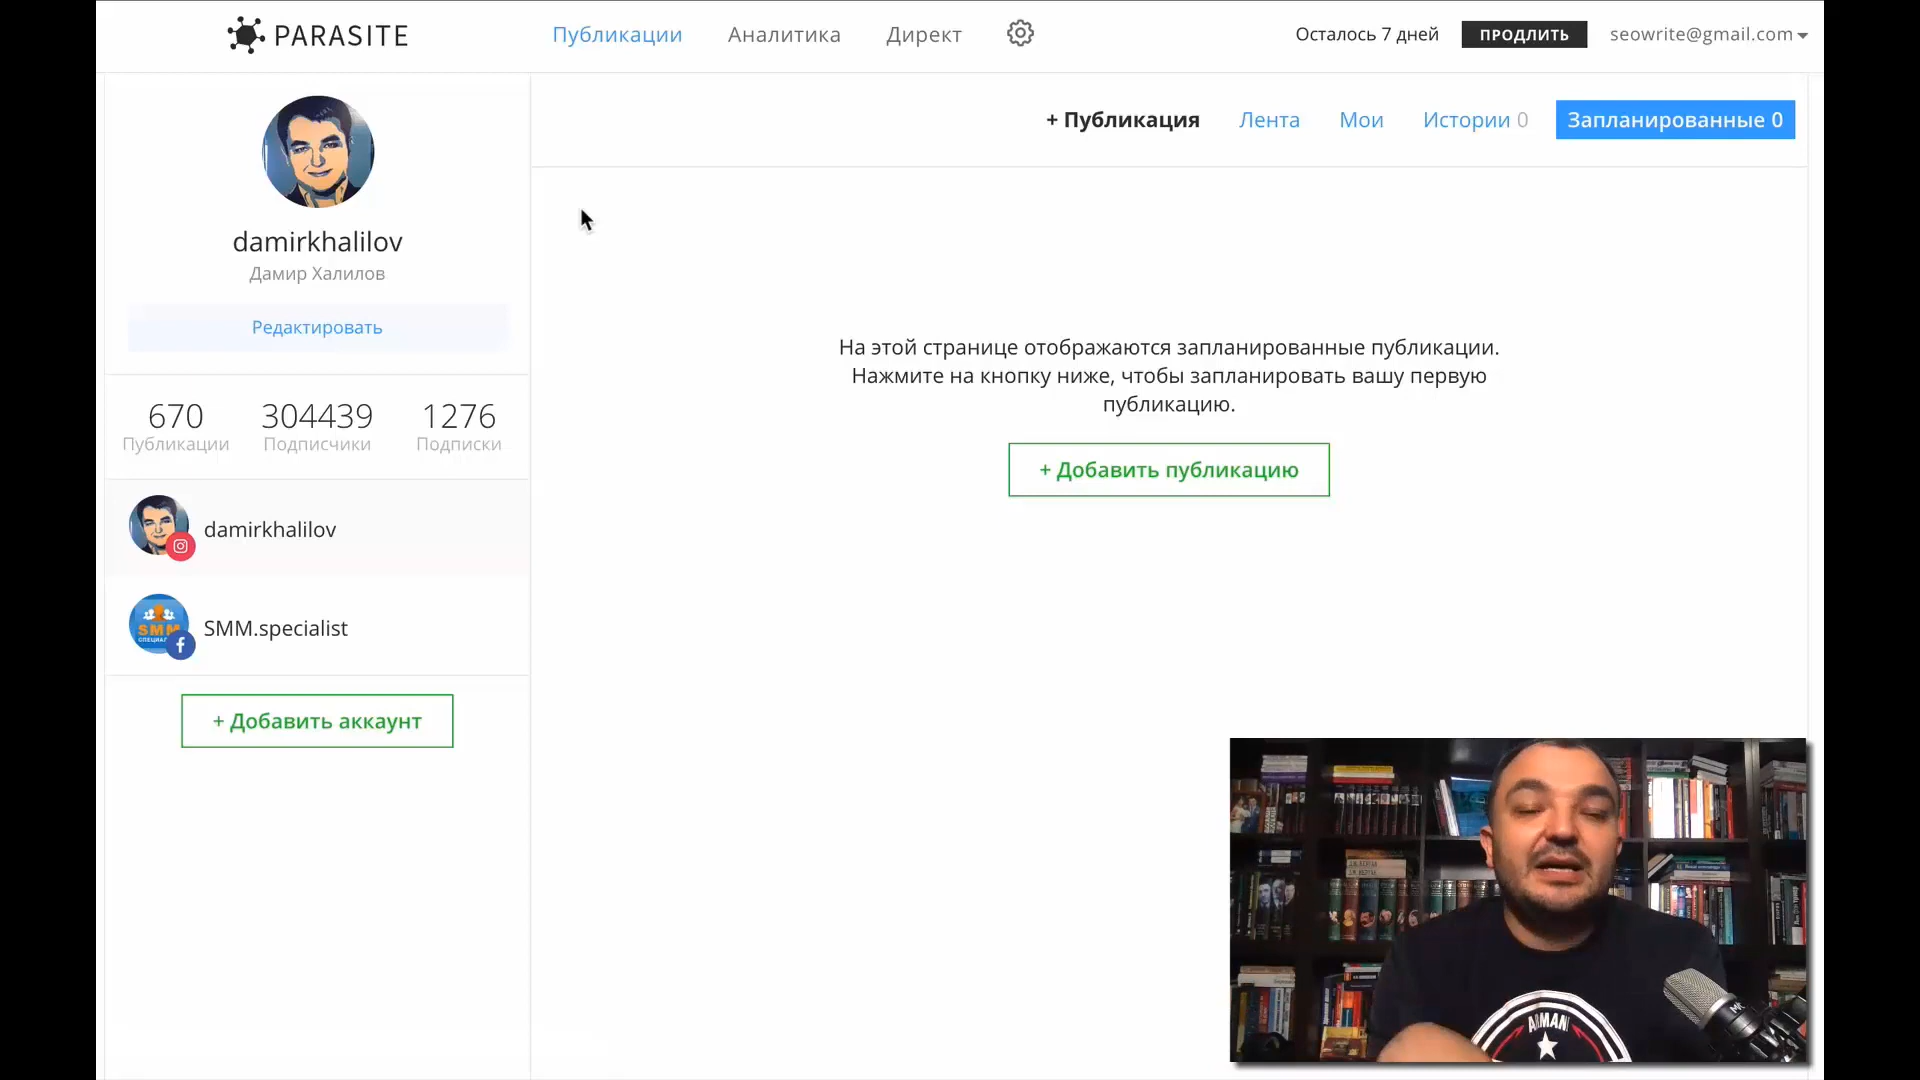 PARASITE
Публикации
Аналитика
Директ
Осталось 7 дней
ПРОДЛИТЬ
seowrite@gmail.com
+ Публикация
Лента
Мои
Истории 0
Запланированные 0
damirkhalilov
Дамир Халилов
Редактировать
670
Публикации
304439
Подписчики
1276
Подписки
damirkhalilov
SMM
SMM.specialist
+ Добавить аккаунт
На этой странице отображаются запланированные публикации.
Нажмите на кнопку ниже, чтобы запланировать вашу первую
публикацию.
+ Добавить публикацию
ARMANI